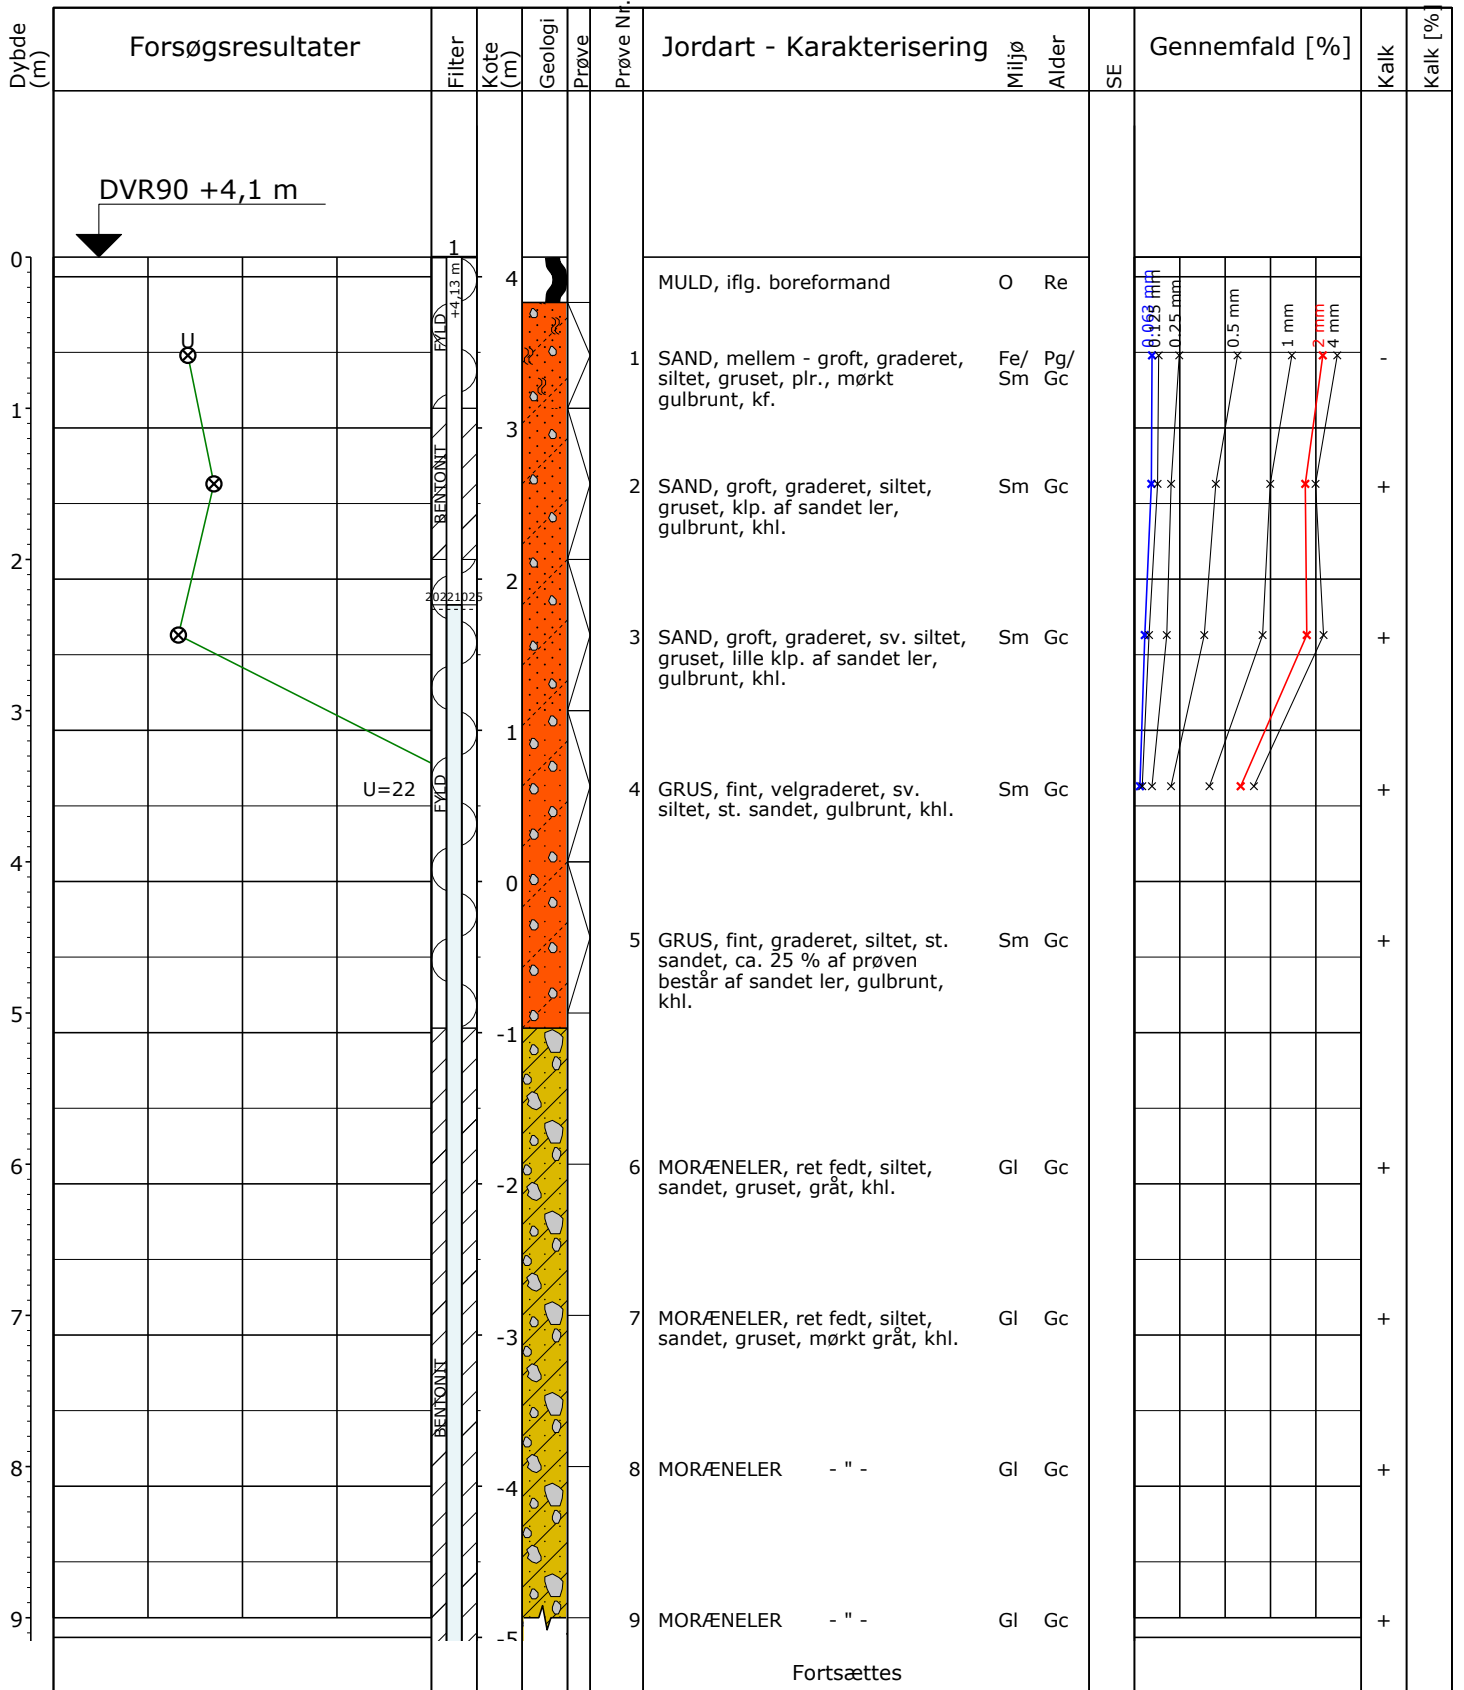 Dybde (m)
Forsøgsresultater
Filter
Kote (m)
Geologi
Prøve
Prøve Nr.
Jordart - Karakterisering
Miljø
Alder
SE
Gennemfald [%]
Kalk
Kalk [%]
DVR90 +4,1 m
0
1
2
3
4
5
6
7
8
9
U
U=22
1
+4,13 m
FYLD
BENTONIT
20221025
FYLD
BENTONIT
4
3
2
1
0
-1
-2
-3
-4
-5
MULD, iflg. boreformand O Re
1 SAND, mellem - groft, graderet, Fe/ Pg/
siltet, gruset, plr., mørkt Sm Gc
gulbrunt, kf.
-
2 SAND, groft, graderet, siltet, Sm Gc +
gruset, klp. af sandet ler,
gulbrunt, khl.
3 SAND, groft, graderet, sv. siltet, Sm Gc +
gruset, lille klp. af sandet ler,
gulbrunt, khl.
4 GRUS, fint, velgraderet, sv. Sm Gc +
siltet, st. sandet, gulbrunt, khl.
5 GRUS, fint, graderet, siltet, st. Sm Gc +
sandet, ca. 25 % af prøven
består af sandet ler, gulbrunt,
khl.
6 MORÆNELER, ret fedt, siltet, Gl Gc +
sandet, gruset, gråt, khl.
7 MORÆNELER, ret fedt, siltet, Gl Gc +
sandet, gruset, mørkt gråt, khl.
8 MORÆNELER - " - Gl Gc +
9 MORÆNELER - " - Gl Gc +
0.063 mm
0.125 mm
0.25 mm
0.5 mm
1 mm
2 mm
4 mm
Fortsættes